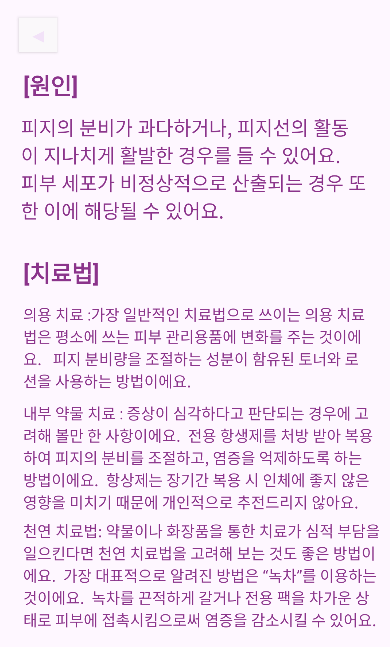 [원인]
피지의 분비가 과다하거나, 피지선의 활동
이 지나치게 활발한 경우를 들 수 있어요.
피부 세포가 비정상적으로 산출되는 경우 또
한 이에 해당될 수 있어요.
[치료법]
의용 치료 :가장 일반적인 치료법으로 쓰이는 의용 치료
법은 평소에 쓰는 피부 관리용품에 변화를 주는 것이에
요. 피지 분비량을 조절하는 성분이 함유된 토너와 로
션을 사용하는 방법이에요.
내부 약물 치료 : 증상이 심각하다고 판단되는 경우에 고
려해 볼만 한 사항이에요. 전용 항생제를 처방 받아 복용
하여 피지의 분비를 조절하고, 염증을 억제하도록 하는
방법이에요. 항상제는 장기간 복용 시 인체에 좋지 않은
영향을 미치기 때문에 개인적으로 추전드리지 않아요.
천연 치료법: 약물이나 화장품을 통한 치료가 심적 부담을
일으킨다면 천연 치료법을 고려해 보는 것도 좋은 방법이
에요. 가장 대표적으로 알려진 방법은 “녹차”를 이용하는
것이에요. 녹차를 끈적하게 갈거나 전용 팩을 차가운 상
태로 피부에 접촉시킴으로써 염증을 감소시킬 수 있어요.